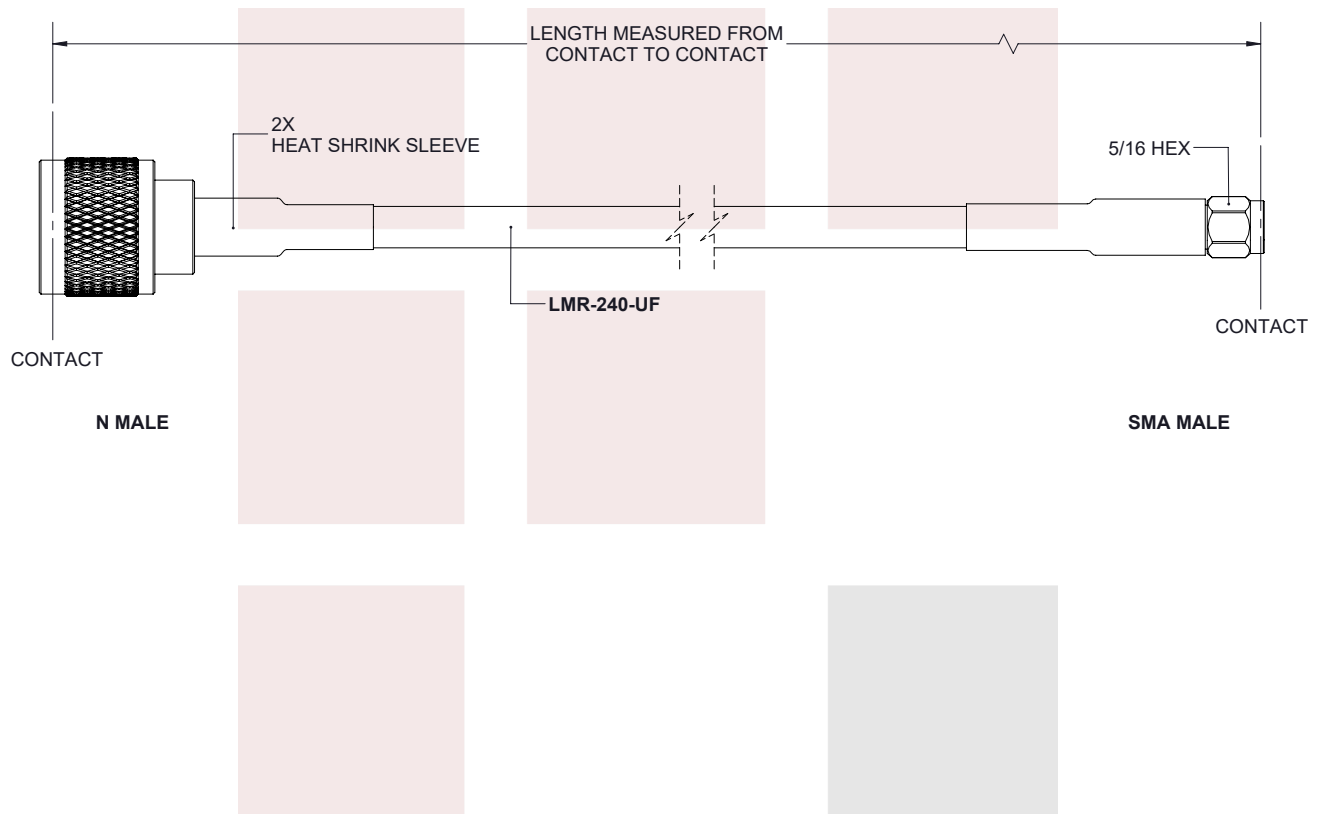 LENGTH MEASURED FROM
CONTACT TO CONTACT
2X
HEAT SHRINK SLEEVE
5/16 HEX
LMR-240-UF
CONTACT
CONTACT
N MALE
SMA MALE